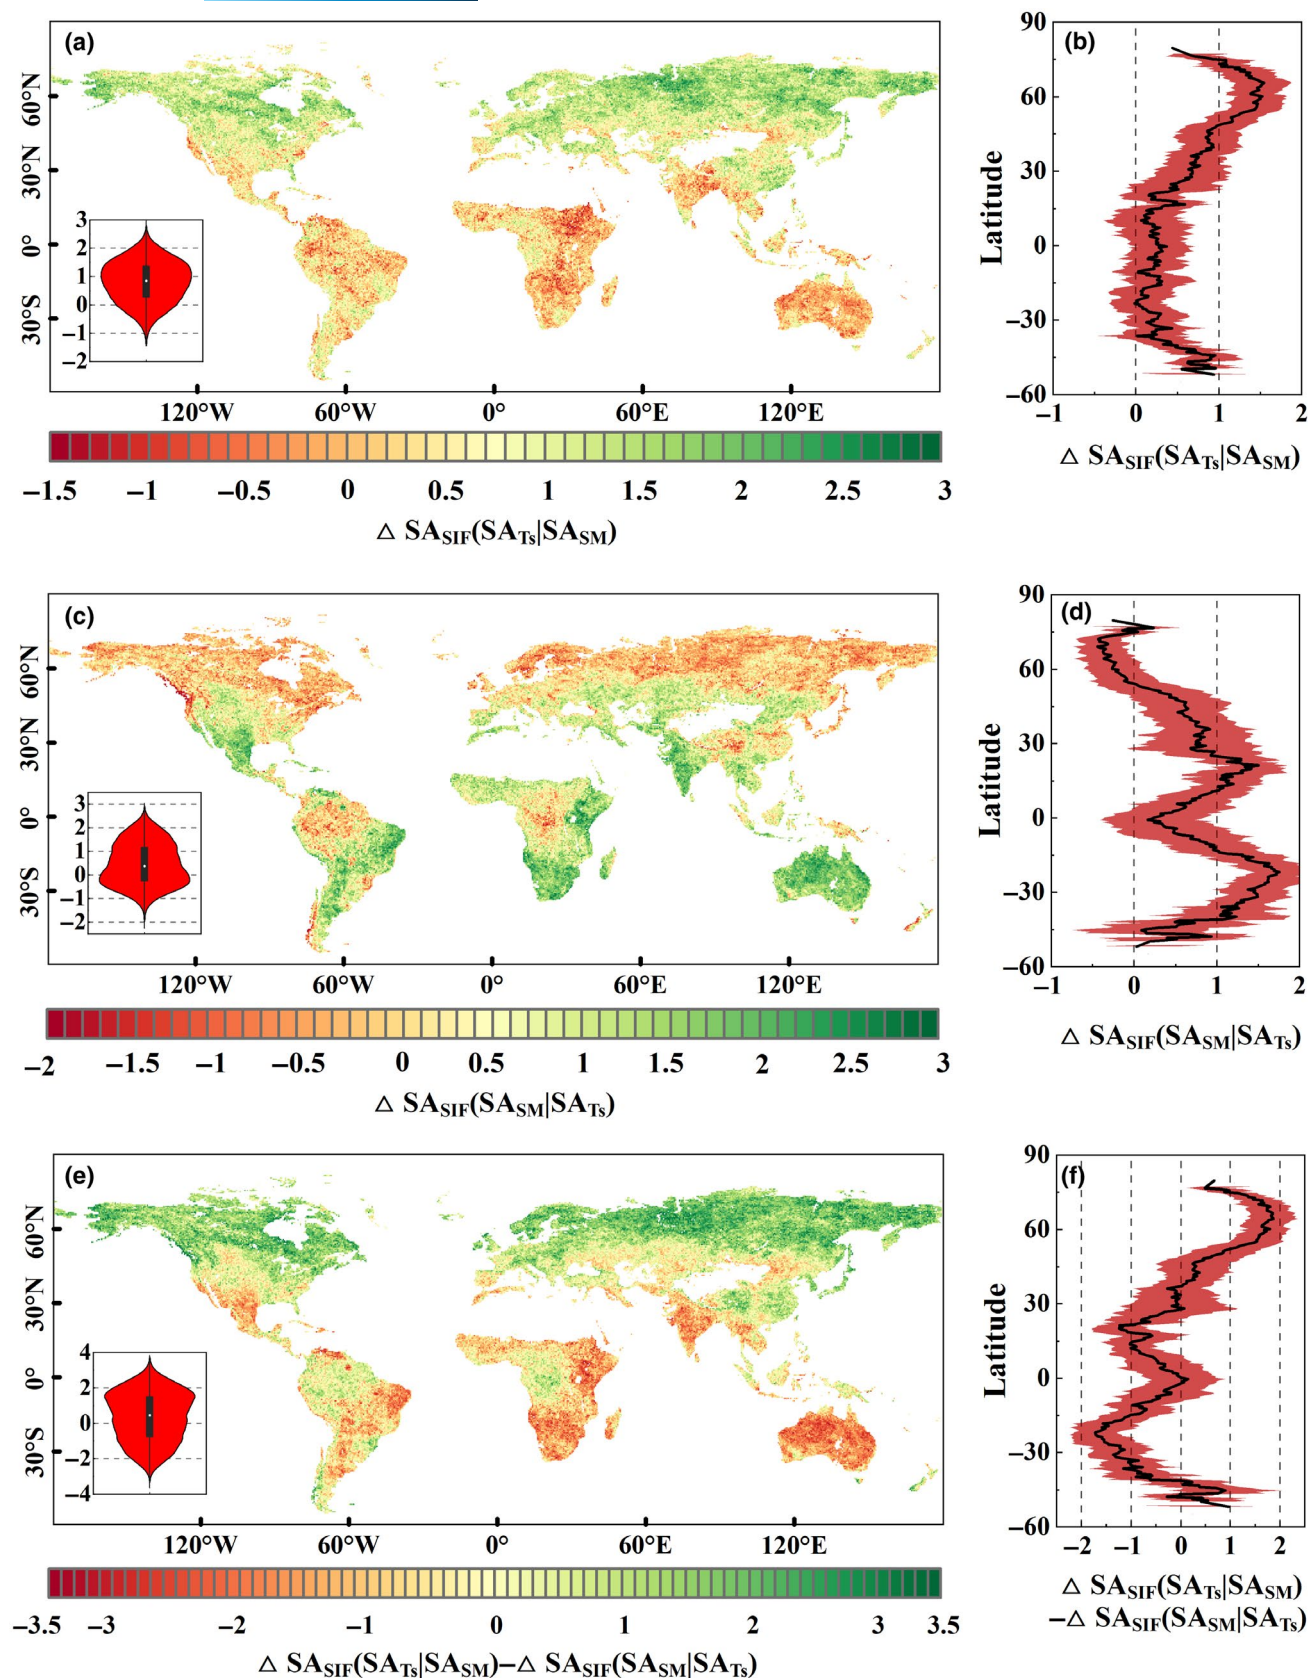 (a)
60°N
30°N
0°
30°S
3
2
1
0
−1
−2
120°W 60°W 0° 60°E 120°E
−1.5 −1 −0.5 0 0.5 1 1.5 2 2.5 3
△ SA_SIF(SA_Ts|SA_SM)
(b)
90
60
30
0
−30
−60
Latitude
−1 0 1 2
△ SA_SIF(SA_Ts|SA_SM)
(c)
60°N
30°N
0°
30°S
3
2
1
0
−1
−2
120°W 60°W 0° 60°E 120°E
−2 −1.5 −1 −0.5 0 0.5 1 2 2.5 3
△ SA_SIF(SA_SM|SA_Ts)
(d)
90
60
30
0
−30
−60
Latitude
−1 0 1 2
△ SA_SIF(SA_SM|SA_Ts)
(e)
60°N
30°N
0°
30°S
4
2
0
−2
−4
120°W 60°W 0° 60°E 120°E
−3.5 −3 −2 −1 0 1 2 3 3.5
△ SA_SIF(SA_Ts|SA_SM)−△ SA_SIF(SA_SM|SA_Ts)
(f)
90
60
30
0
−30
−60
Latitude
−2 −1 0 1 2
△ SA_SIF(SA_Ts|SA_SM)
−△ SA_SIF(SA_SM|SA_Ts)